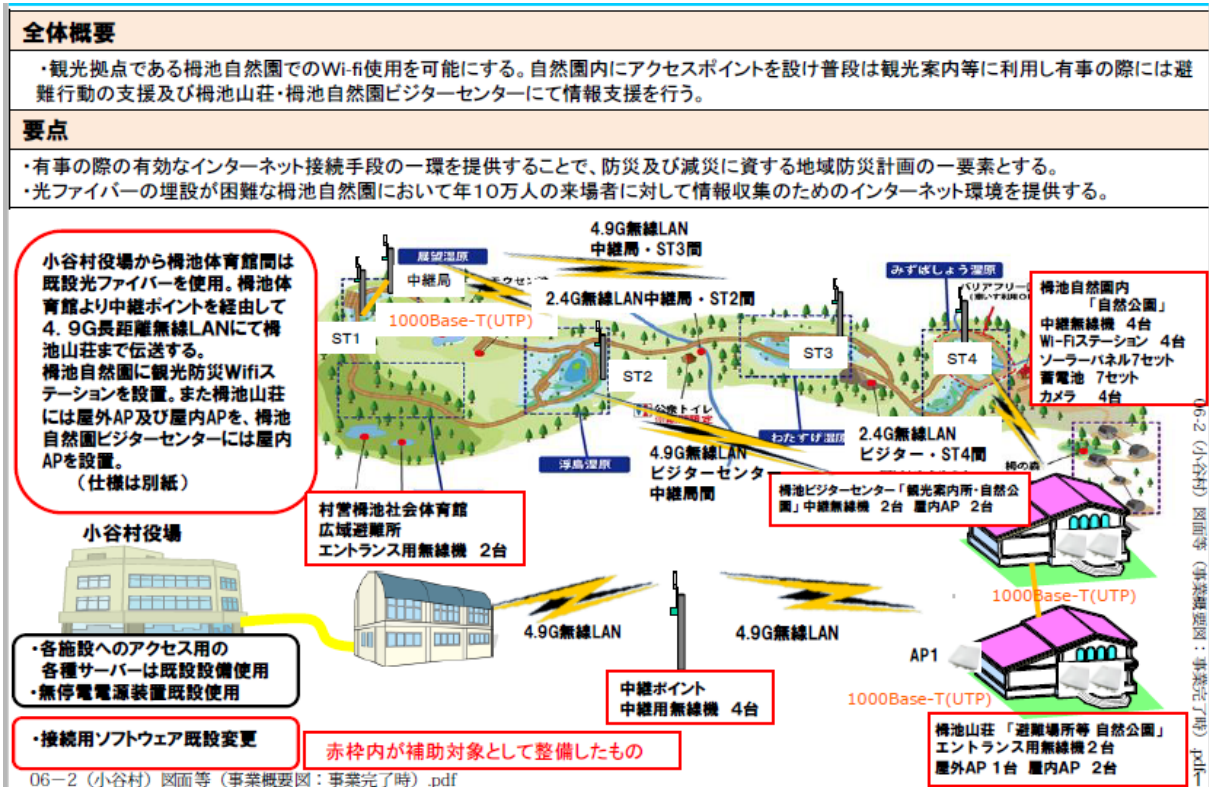 全体概要
・観光拠点である栂池自然園でのWi-fi使用を可能にする。自然園内にアクセスポイントを設け普段は観光案内等に利用し有事の際には避
難行動の支援及び栂池山荘・栂池自然園ビジターセンターにて情報支援を行う。
要点
・有事の際の有効なインターネット接続手段の一環を提供することで、防災及び減災に資する地域防災計画の一要素とする。
・光ファイバーの埋設が困難な栂池自然園において年10万人の来場者に対して情報収集のためのインターネット環境を提供する。
小谷村役場から栂池体育館間は
既設光ファイバーを使用。栂池体
育館より中継ポイントを経由して
4.9G長距離無線LANにて栂
池山荘まで伝送する。
栂池自然園に観光防災Wifiス
テーションを設置。また栂池山荘
には屋外AP及び屋内APを、栂池
自然園ビジターセンターには屋内
APを設置。
(仕様は別紙)
4.9G無線LAN
中継局・ST3間
展望湿原
中継局
2.4G無線LAN中継局・ST2間
1000Base-T(UTP)
ST1
ST2
ST3
ST4
みずばしょう湿原
公衆トイレ
わたすげ湿原
浮島湿原
4.9G無線LAN
ビジターセンター
中継局間
2.4G無線LAN
ビジター・ST4間
栂の森
栂池自然園内
「自然公園」
中継無線機 4台
Wi-Fiステーション 4台
ソーラーパネル7セット
蓄電池 7セット
カメラ 4台
栂池ビジターセンター「観光案内所・自然公
園」中継無線機 2台 屋内AP 2台
村営栂池社会体育館
広域避難所
エントランス用無線機 2台
小谷村役場
・各施設へのアクセス用の
各種サーバーは既設設備使用
・無停電電源装置既設使用
・接続用ソフトウェア既設変更
4.9G無線LAN
4.9G無線LAN
中継ポイント
中継用無線機 4台
1000Base-T(UTP)
AP1
1000Base-T(UTP)
栂池山荘 「避難場所等 自然公園」
エントランス用無線機2台
屋外AP 1台 屋内AP 2台
赤枠内が補助対象として整備したもの
06-2(小谷村)図面等(事業概要図:事業完了時).pdf
06-2(小谷村)図面等(事業概要図:事業完了時).pdf-1